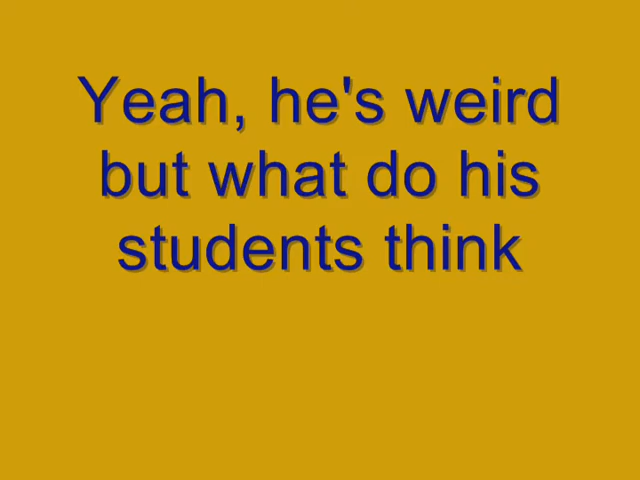 Yeah, he's weird
but what do his
students think